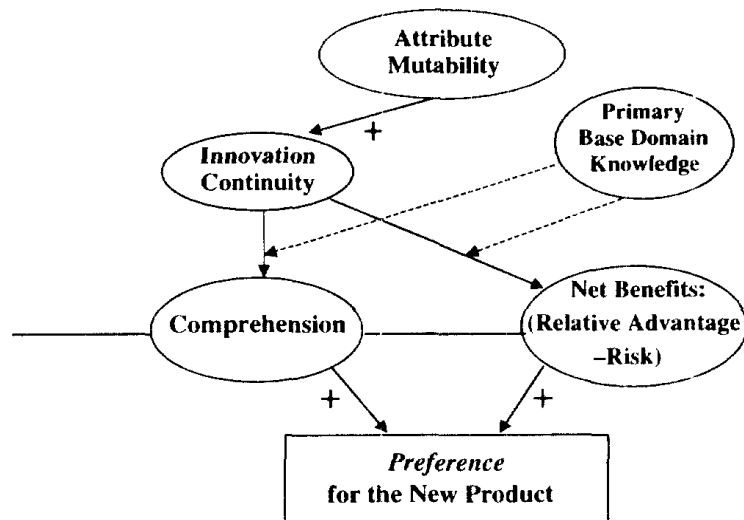 Attribute
Mutability
+
Primary
Base Domain
Knowledge
Innovation
Continuity
Comprehension
Net Benefits:
(Relative Advantage
–Risk)
+
+
Preference
for the New Product